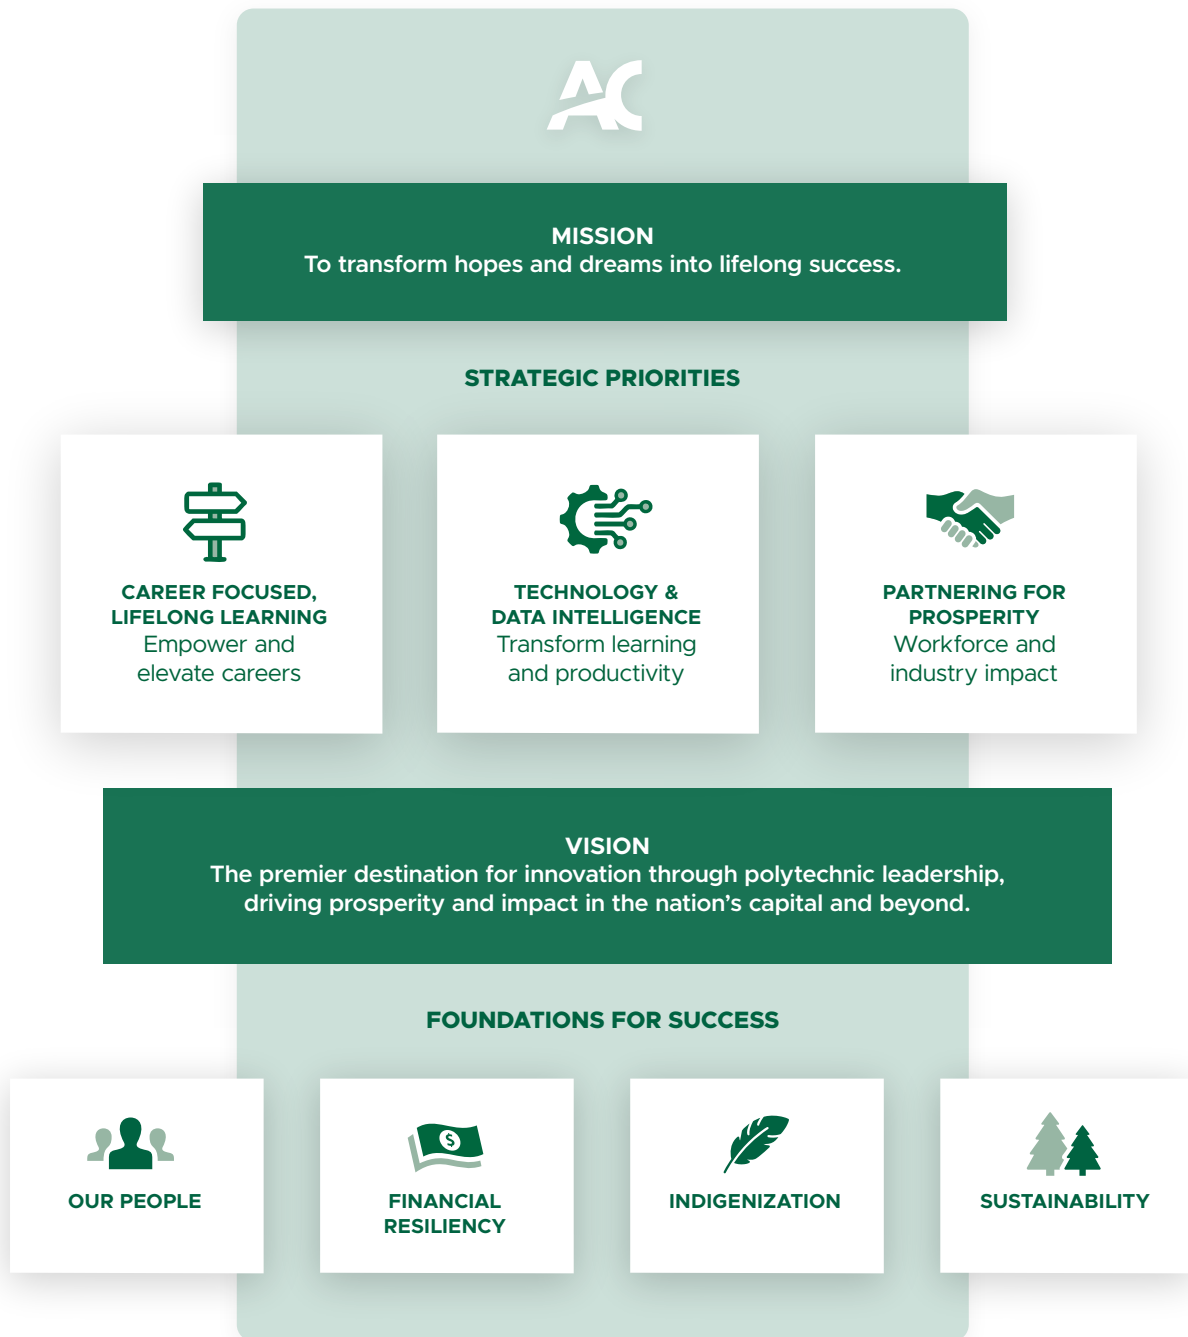 AC
MISSION
To transform hopes and dreams into lifelong success.
STRATEGIC PRIORITIES
CAREER FOCUSED,
LIFELONG LEARNING
Empower and
elevate careers
TECHNOLOGY &
DATA INTELLIGENCE
Transform learning
and productivity
PARTNERING FOR
PROSPERITY
Workforce and
industry impact
VISION
The premier destination for innovation through polytechnic leadership,
driving prosperity and impact in the nation’s capital and beyond.
FOUNDATIONS FOR SUCCESS
$
OUR PEOPLE
FINANCIAL
RESILIENCY
INDIGENIZATION
SUSTAINABILITY